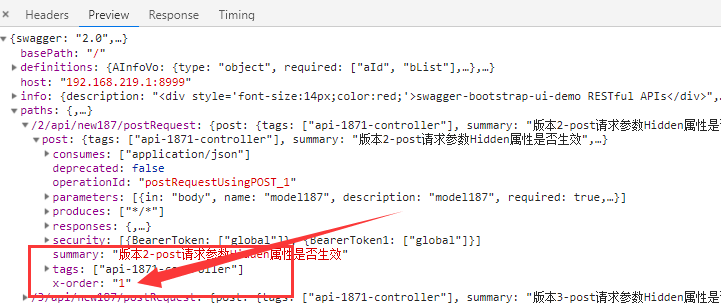 × Headers Preview Response Timing
▼{swagger: "2.0",…}
basePath: "/"
▶definitions: {AInfoVo: {type: "object", required: ["aId", "bList"],…},…}
host: "192.168.219.1:8999"
▶info: {description: "<div style='font-size:14px;color:red;'>swagger-bootstrap-ui-demo RESTful APIs</div>",…
▼paths: {,…}
▼/2/api/new187/postRequest: {post: {tags: ["api-1871-controller"], summary: "版本2-post请求参数Hidden属性是否生
▼post: {tags: ["api-1871-controller"], summary: "版本2-post请求参数Hidden属性是否生效",…}
▶consumes: ["application/json"]
deprecated: false
operationId: "postRequestUsingPOST_1"
▶parameters: [{in: "body", name: "model187", description: "model187", required: true,…}]
▶produces: ["*/*"]
▶responses: {,…}
▶security: [{BearerToken: ["global"]}, {BearerToken1: ["global"]}]
summary: "版本2-post请求参数Hidden属性是否生效"
▶tags: ["api-1871-controller"]
x-order: "1"
▶/3/api/new187/postRequest: {post: {tags: ["api-1871-controller"], summary: "版本3-post请求参数Hidden属性是否生